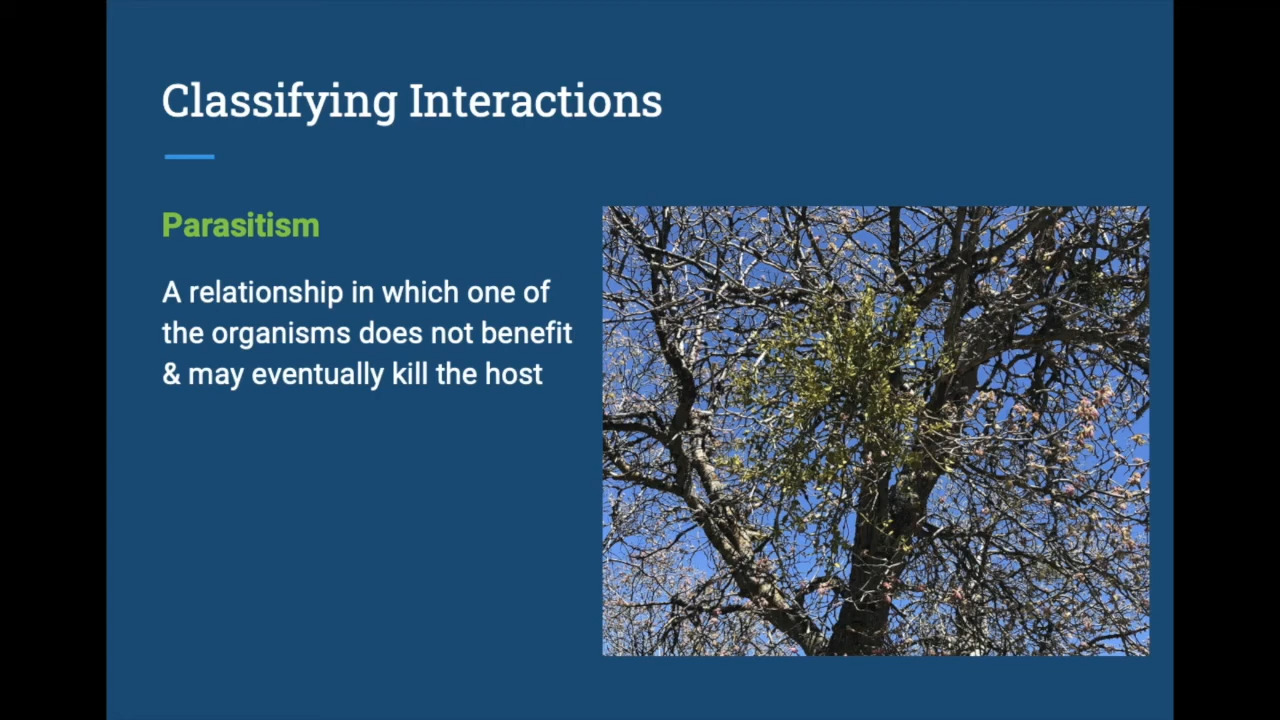 Classifying Interactions
Parasitism
A relationship in which one of
the organisms does not benefit
& may eventually kill the host